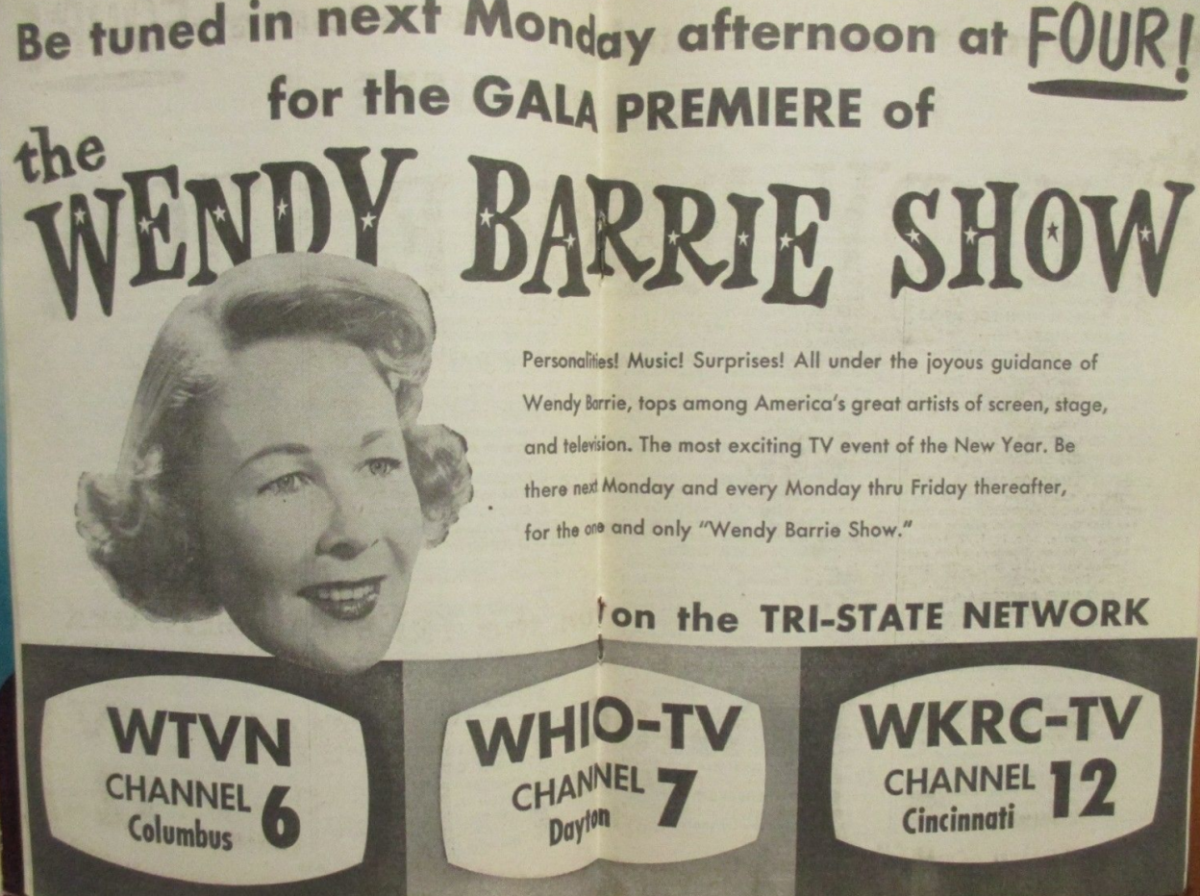 Be tuned in next Monday afternoon at FOUR!
for the GALA PREMIERE of
the
WENDY BARRIE SHOW
Personalities! Music! Surprises! All under the joyous guidance of
Wendy Barrie, tops among America's great artists of screen, stage,
and television. The most exciting TV event of the New Year. Be
there next Monday and every Monday thru Friday thereafter,
for the one and only "Wendy Barrie Show."
on the TRI-STATE NETWORK
WTVN
CHANNEL 6
Columbus
WHIO-TV
CHANNEL 7
Dayton
WKRC-TV
CHANNEL 12
Cincinnati